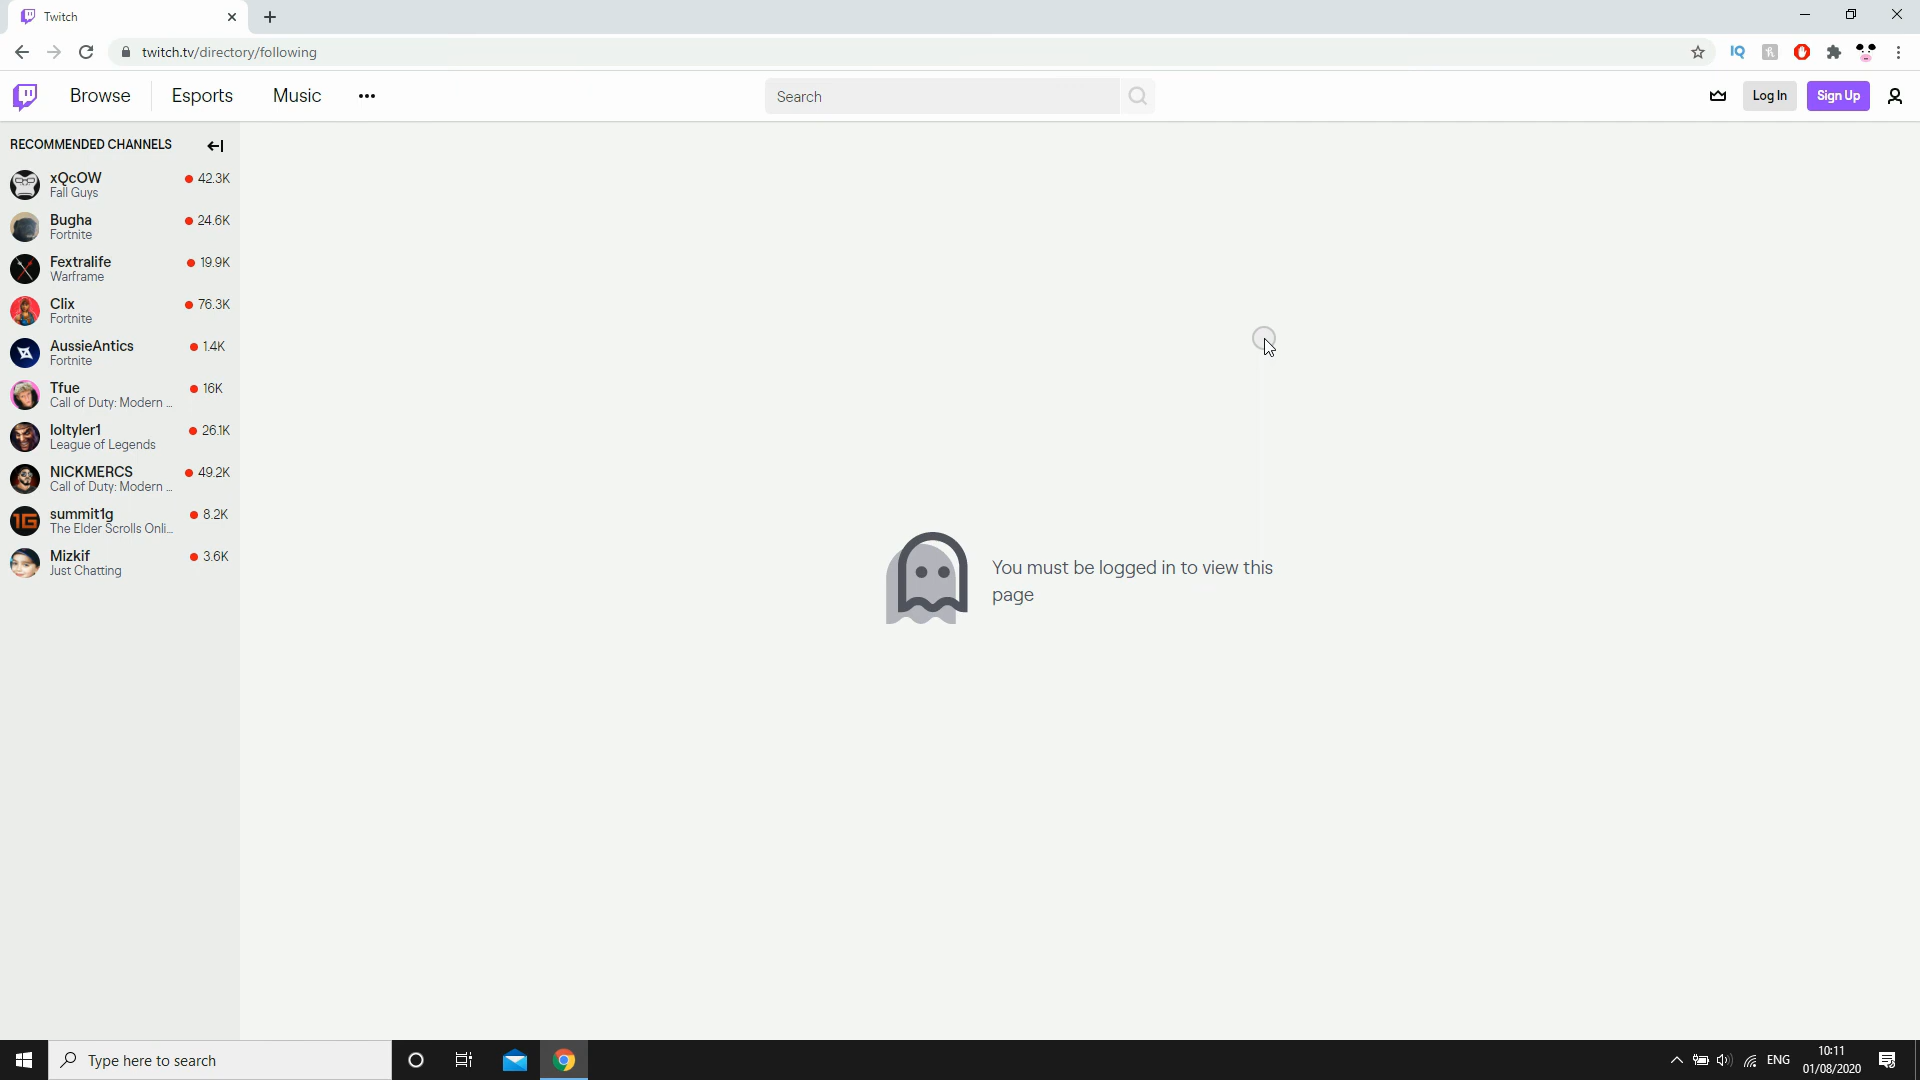 Twitch
twitch.tv/directory/following
IQ
Browse
Esports
Music
Search
Log In
Sign Up
RECOMMENDED CHANNELS
xQcOW
42.3K
Fall Guys
Bugha
24.6K
Fortnite
Fextralife
19.9K
Warframe
Clix
76.3K
Fortnite
AussieAntics
1.4K
Fortnite
Tfue
16K
Call of Duty: Modern ...
loltyler1
26.1K
League of Legends
NICKMERCS
49.2K
Call of Duty: Modern ...
1G
summit1g
8.2K
The Elder Scrolls Onli...
Mizkif
3.6K
Just Chatting
You must be logged in to view this
page
Type here to search
ENG
10:11
01/08/2020